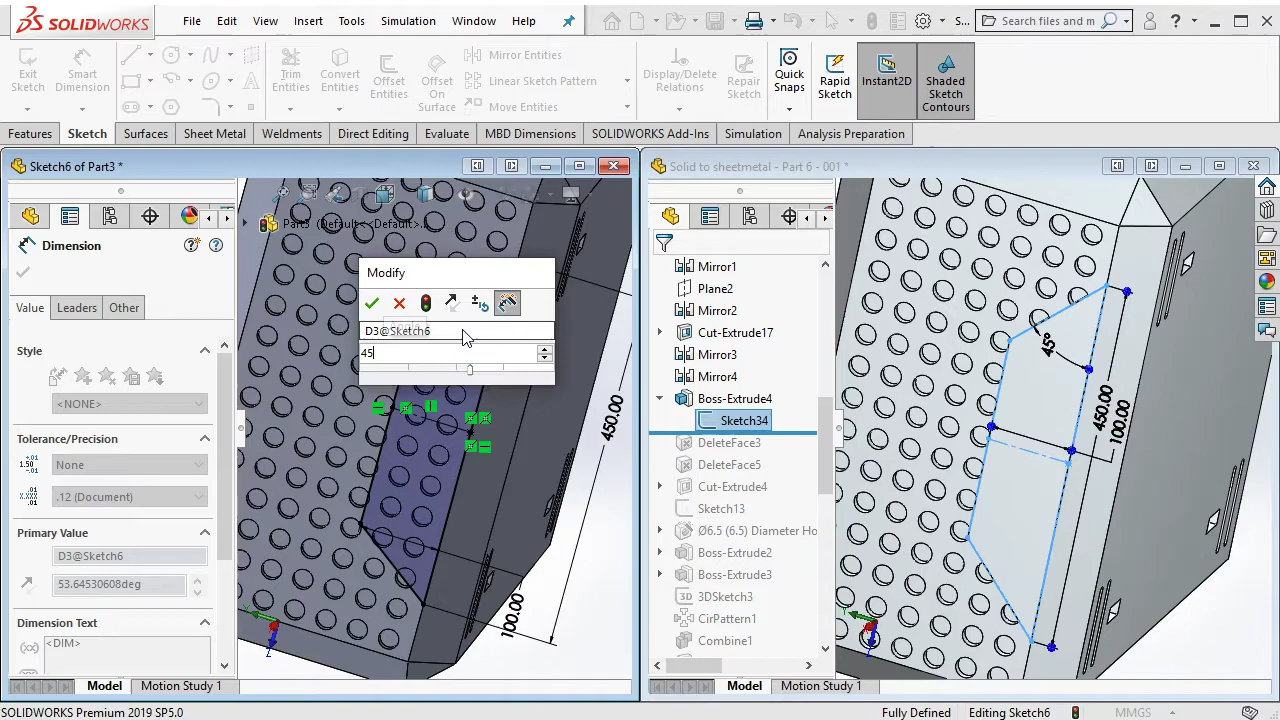 SOLIDWORKS
File Edit View Insert Tools Simulation Window Help
S...
Search files and m
Exit Sketch
Smart Dimension
Trim Entities
Convert Entities
Offset Entities
Offset On Surface
Mirror Entities
Linear Sketch Pattern
Move Entities
Display/Delete Relations
Repair Sketch
Quick Snaps
Rapid Sketch
Instant2D
Shaded Sketch Contours
Features Sketch Surfaces Sheet Metal Weldments Direct Editing Evaluate MBD Dimensions SOLIDWORKS Add-Ins Simulation Analysis Preparation
Sketch6 of Part3 *
Dimension
Value Leaders Other
Style
<NONE>
Tolerance/Precision
None
.12 (Document)
Primary Value
D3@Sketch6
53.64530608deg
Dimension Text
<DIM>
Part3 (Default<<Default>...
Modify
D3@Sketch6
45
450.00
100.00
Model Motion Study 1
Solid to sheetmetal - Part 6 - 001 *
Mirror1
Plane2
Mirror2
Cut-Extrude17
Mirror3
Mirror4
Boss-Extrude4
Sketch34
DeleteFace3
DeleteFace5
Cut-Extrude4
Sketch13
Ø6.5 (6.5) Diameter Ho
Boss-Extrude2
Boss-Extrude3
3DSketch3
CirPattern1
Combine1
45°
450.00
100.00
Model Motion Study 1
SOLIDWORKS Premium 2019 SP5.0
Fully Defined Editing Sketch6 MMGS